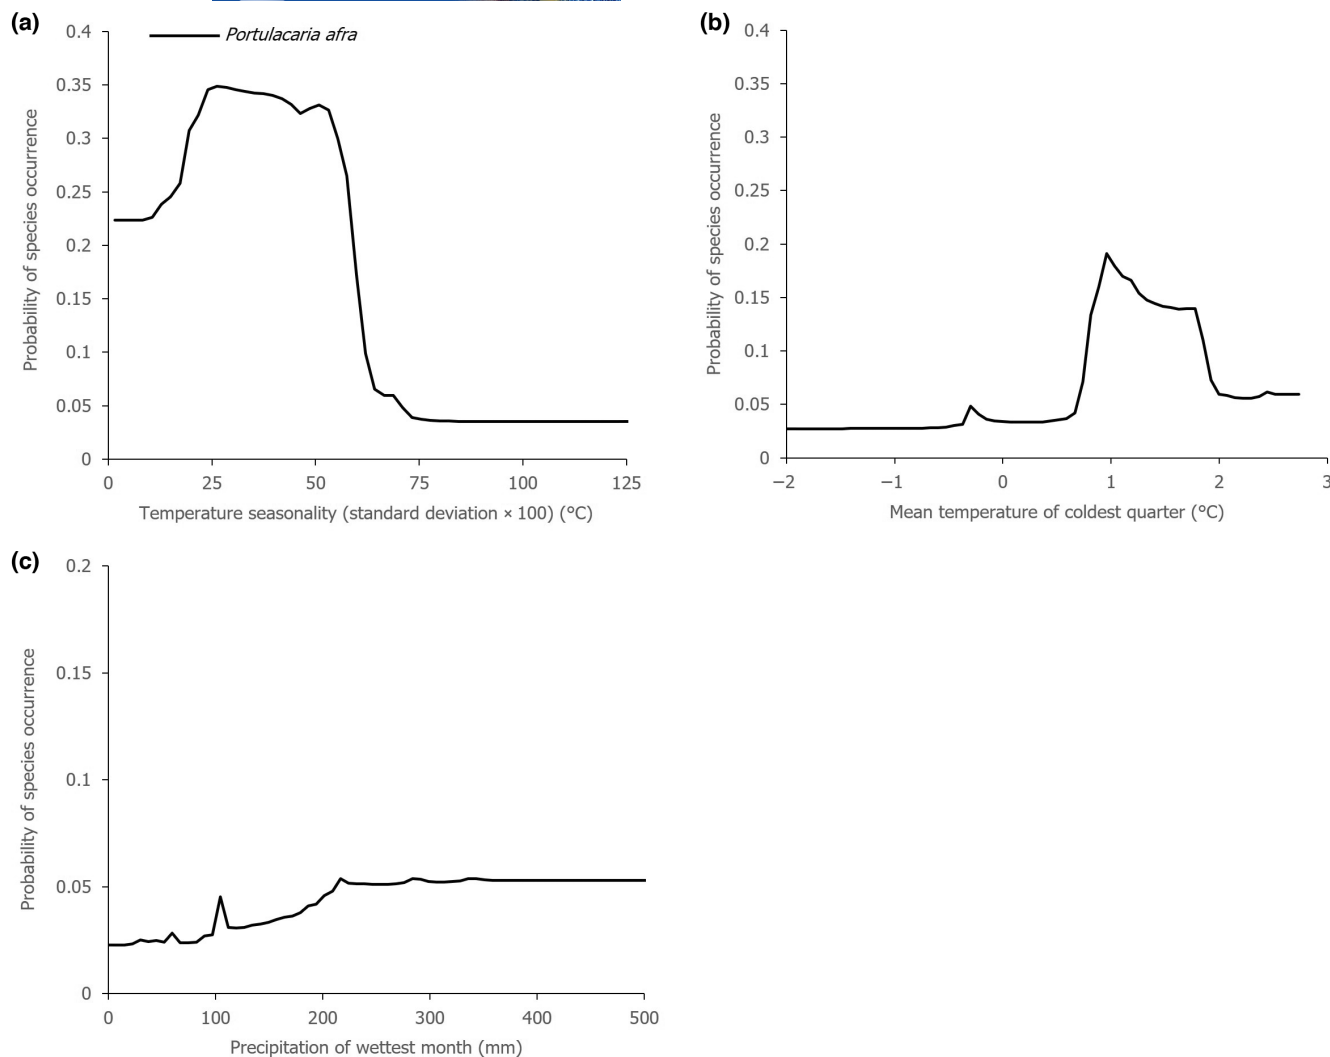 (a)
0.4
Portulacaria afra
0.35
0.3
0.25
0.2
0.15
0.1
0.05
0
Probability of species occurrence
0 25 50 75 100 125
Temperature seasonality (standard deviation × 100) (°C)
(b)
0.4
0.35
0.3
0.25
0.2
0.15
0.1
0.05
0
Probability of species occurrence
−2 −1 0 1 2 3
Mean temperature of coldest quarter (°C)
(c)
0.2
0.15
0.1
0.05
0
Probability of species occurrence
0 100 200 300 400 500
Precipitation of wettest month (mm)